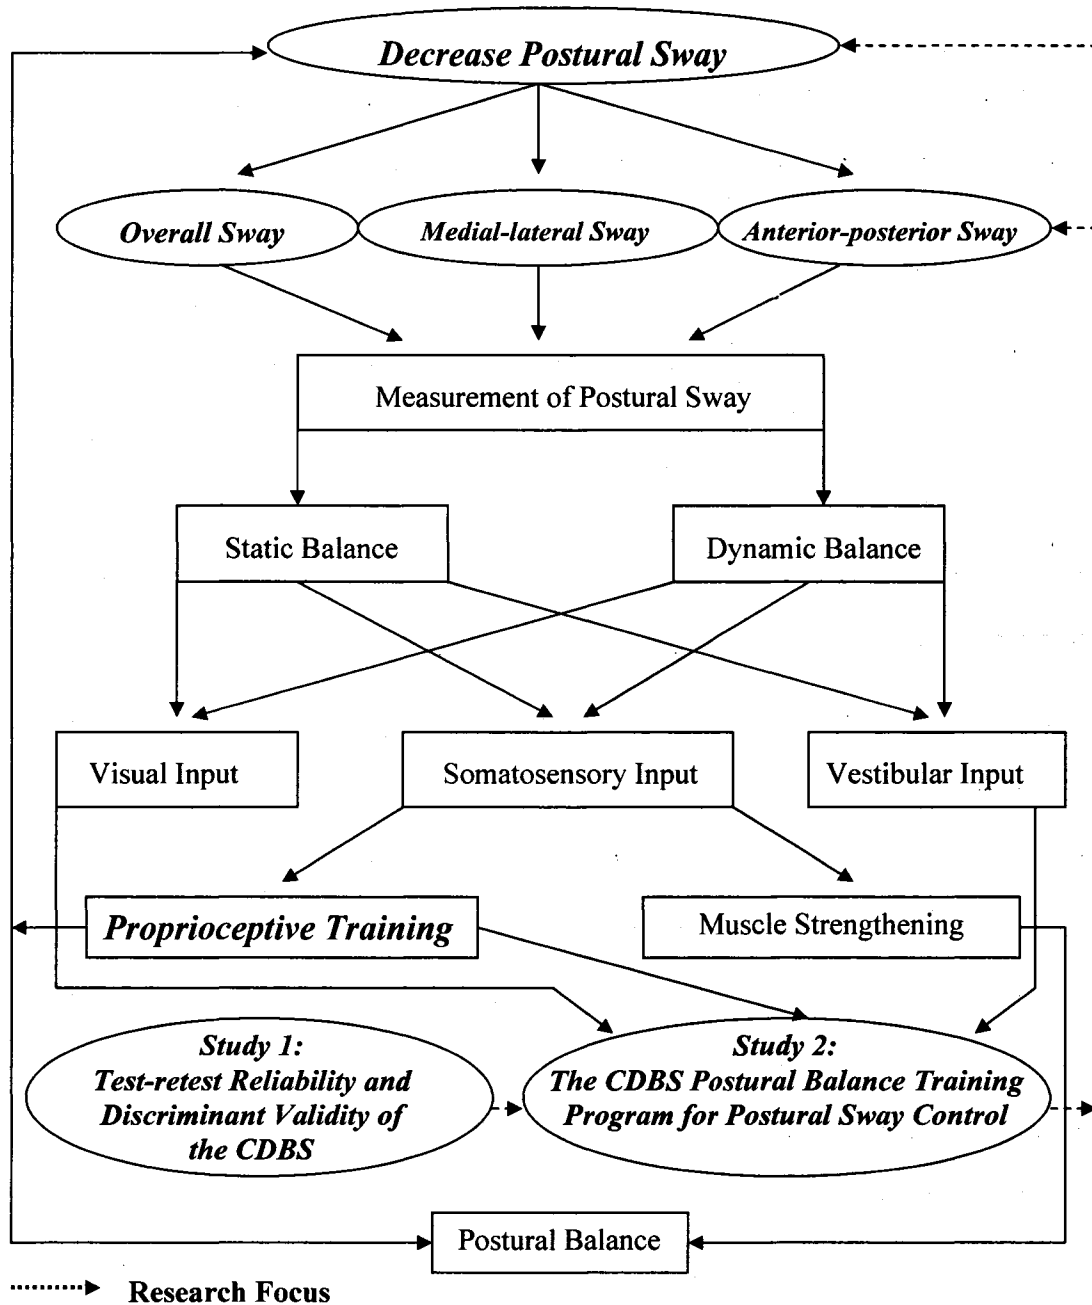 Decrease Postural Sway
Overall Sway
Medial-lateral Sway
Anterior-posterior Sway
Measurement of Postural Sway
Static Balance
Dynamic Balance
Visual Input
Somatosensory Input
Vestibular Input
Proprioceptive Training
Muscle Strengthening
Study 1:
Test-retest Reliability and
Discriminant Validity of
the CDBS
Study 2:
The CDBS Postural Balance Training
Program for Postural Sway Control
Postural Balance
Research Focus